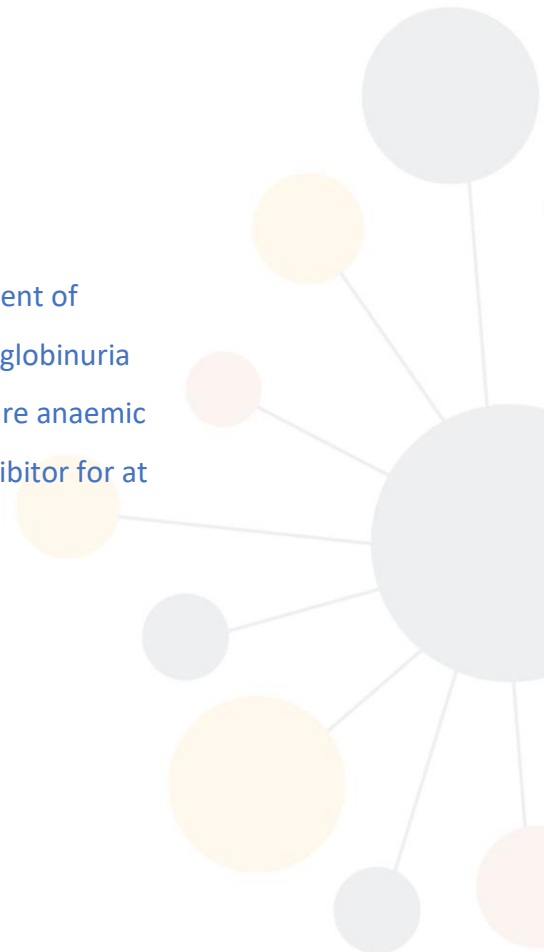 ent of
globinuria
re anaemic
ibitor for at